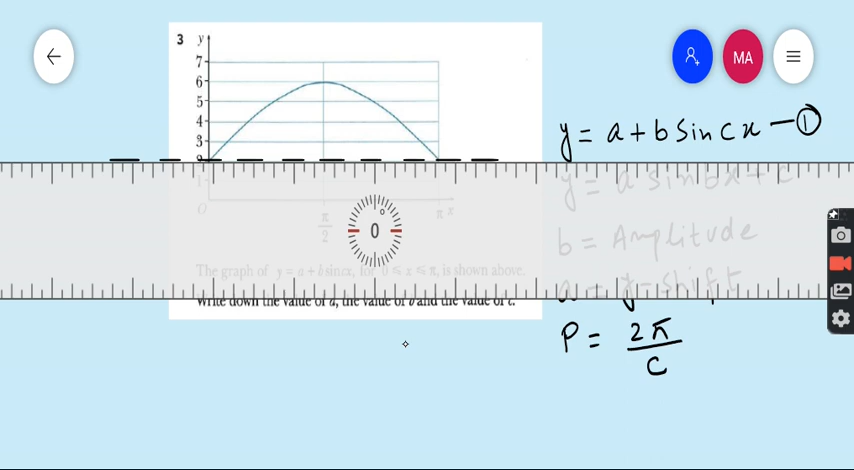 MA
3 y
7
6
5
4
3
2
1
O
π/2
π x
0
The graph of y = a + b sin cx, for 0 ≤ x ≤ π, is shown above.
Write down the value of a, the value of b and the value of c.
y = a + b sin cx — ①
y = a sin bx + c
b = Amplitude
a = y-shift
P = 2π/c